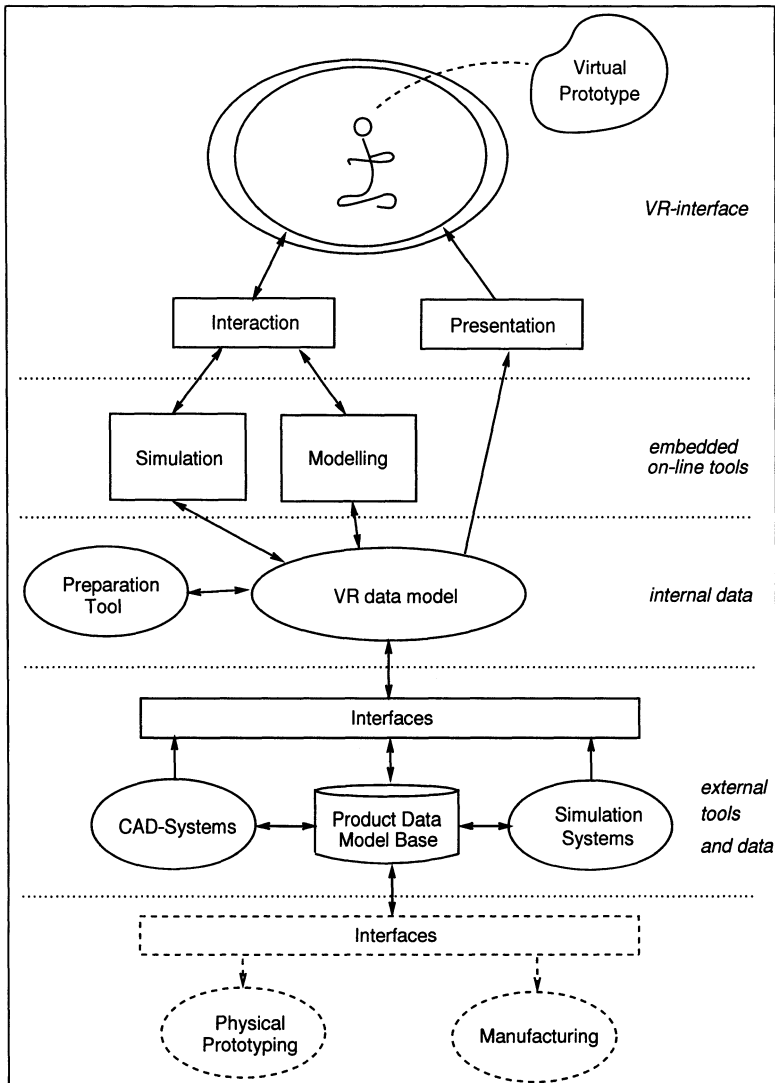 Virtual
Prototype
VR-interface
Interaction
Presentation
Simulation
Modelling
embedded
on-line tools
Preparation
Tool
VR data model
internal data
Interfaces
CAD-Systems
Product Data
Model Base
Simulation
Systems
external
tools
and data
Interfaces
Physical
Prototyping
Manufacturing